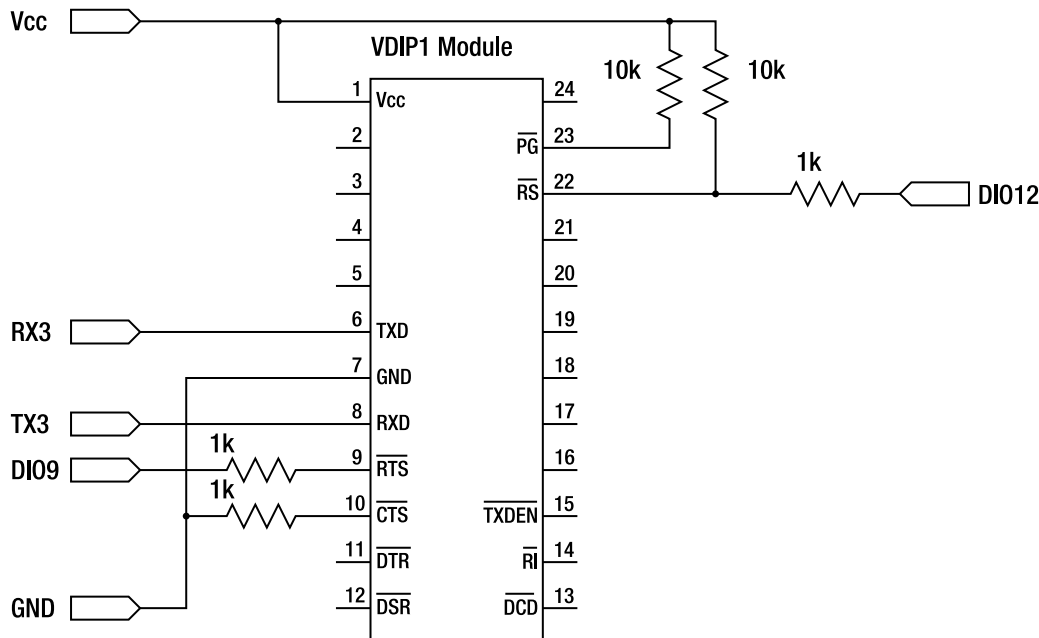 Vcc
VDIP1 Module
10k
10k
1
Vcc
24
2
PG
23
3
RS
22
1k
DIO12
4
21
5
20
RX3
6
TXD
19
7
GND
18
TX3
8
RXD
17
DIO9
1k
9
RTS
16
1k
10
CTS
TXDEN
15
11
DTR
RI
14
GND
12
DSR
DCD
13